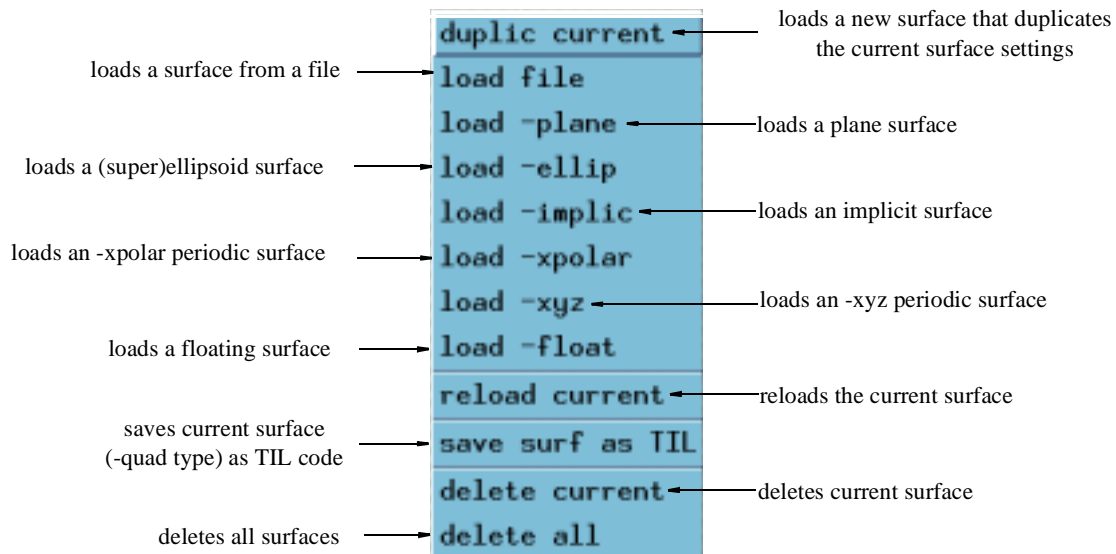 duplic current
loads a new surface that duplicates
the current surface settings
loads a surface from a file
load file
load -plane
loads a plane surface
loads a (super)ellipsoid surface
load -ellip
load -implic
loads an implicit surface
loads an -xpolar periodic surface
load -xpolar
load -xyz
loads an -xyz periodic surface
loads a floating surface
load -float
reload current
reloads the current surface
saves current surface
(-quad type) as TIL code
save surf as TIL
delete current
deletes current surface
deletes all surfaces
delete all